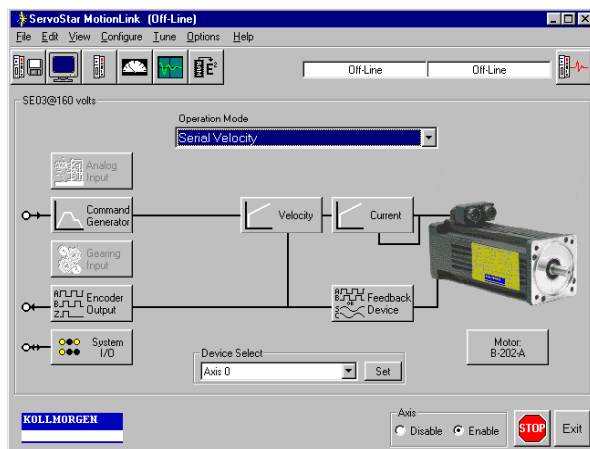 ServoStar MotionLink (Off-Line)
File Edit View Configure Tune Options Help
E²
Off-Line Off-Line
SE03@160 volts
Operation Mode
Serial Velocity
Analog
Input
Command
Generator
Velocity
Current
Gearing
Input
Encoder
Output
Feedback
Device
System
I/O
Device Select
Axis 0
Set
Motor:
B-202-A
KOLLMORGEN
Axis
Disable Enable
STOP
Exit